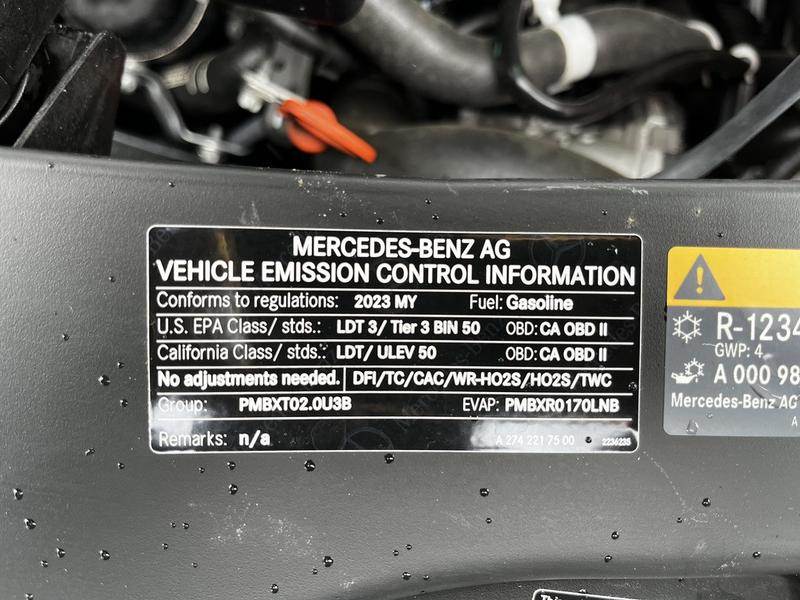 MERCEDES-BENZ AG
VEHICLE EMISSION CONTROL INFORMATION
Conforms to regulations: 2023 MY Fuel: Gasoline
U.S. EPA Class/ stds.: LDT 3/ Tier 3 BIN 50 OBD: CA OBD II
California Class/ stds.: LDT/ ULEV 50 OBD: CA OBD II
No adjustments needed. DFI/TC/CAC/WR-HO2S/HO2S/TWC
Group: PMBXT02.0U3B EVAP: PMBXR0170LNB
Remarks: n/a A 274 221 75 00 2236235
R-1234
GWP: 4
A 000 98
Mercedes-Benz AG
A